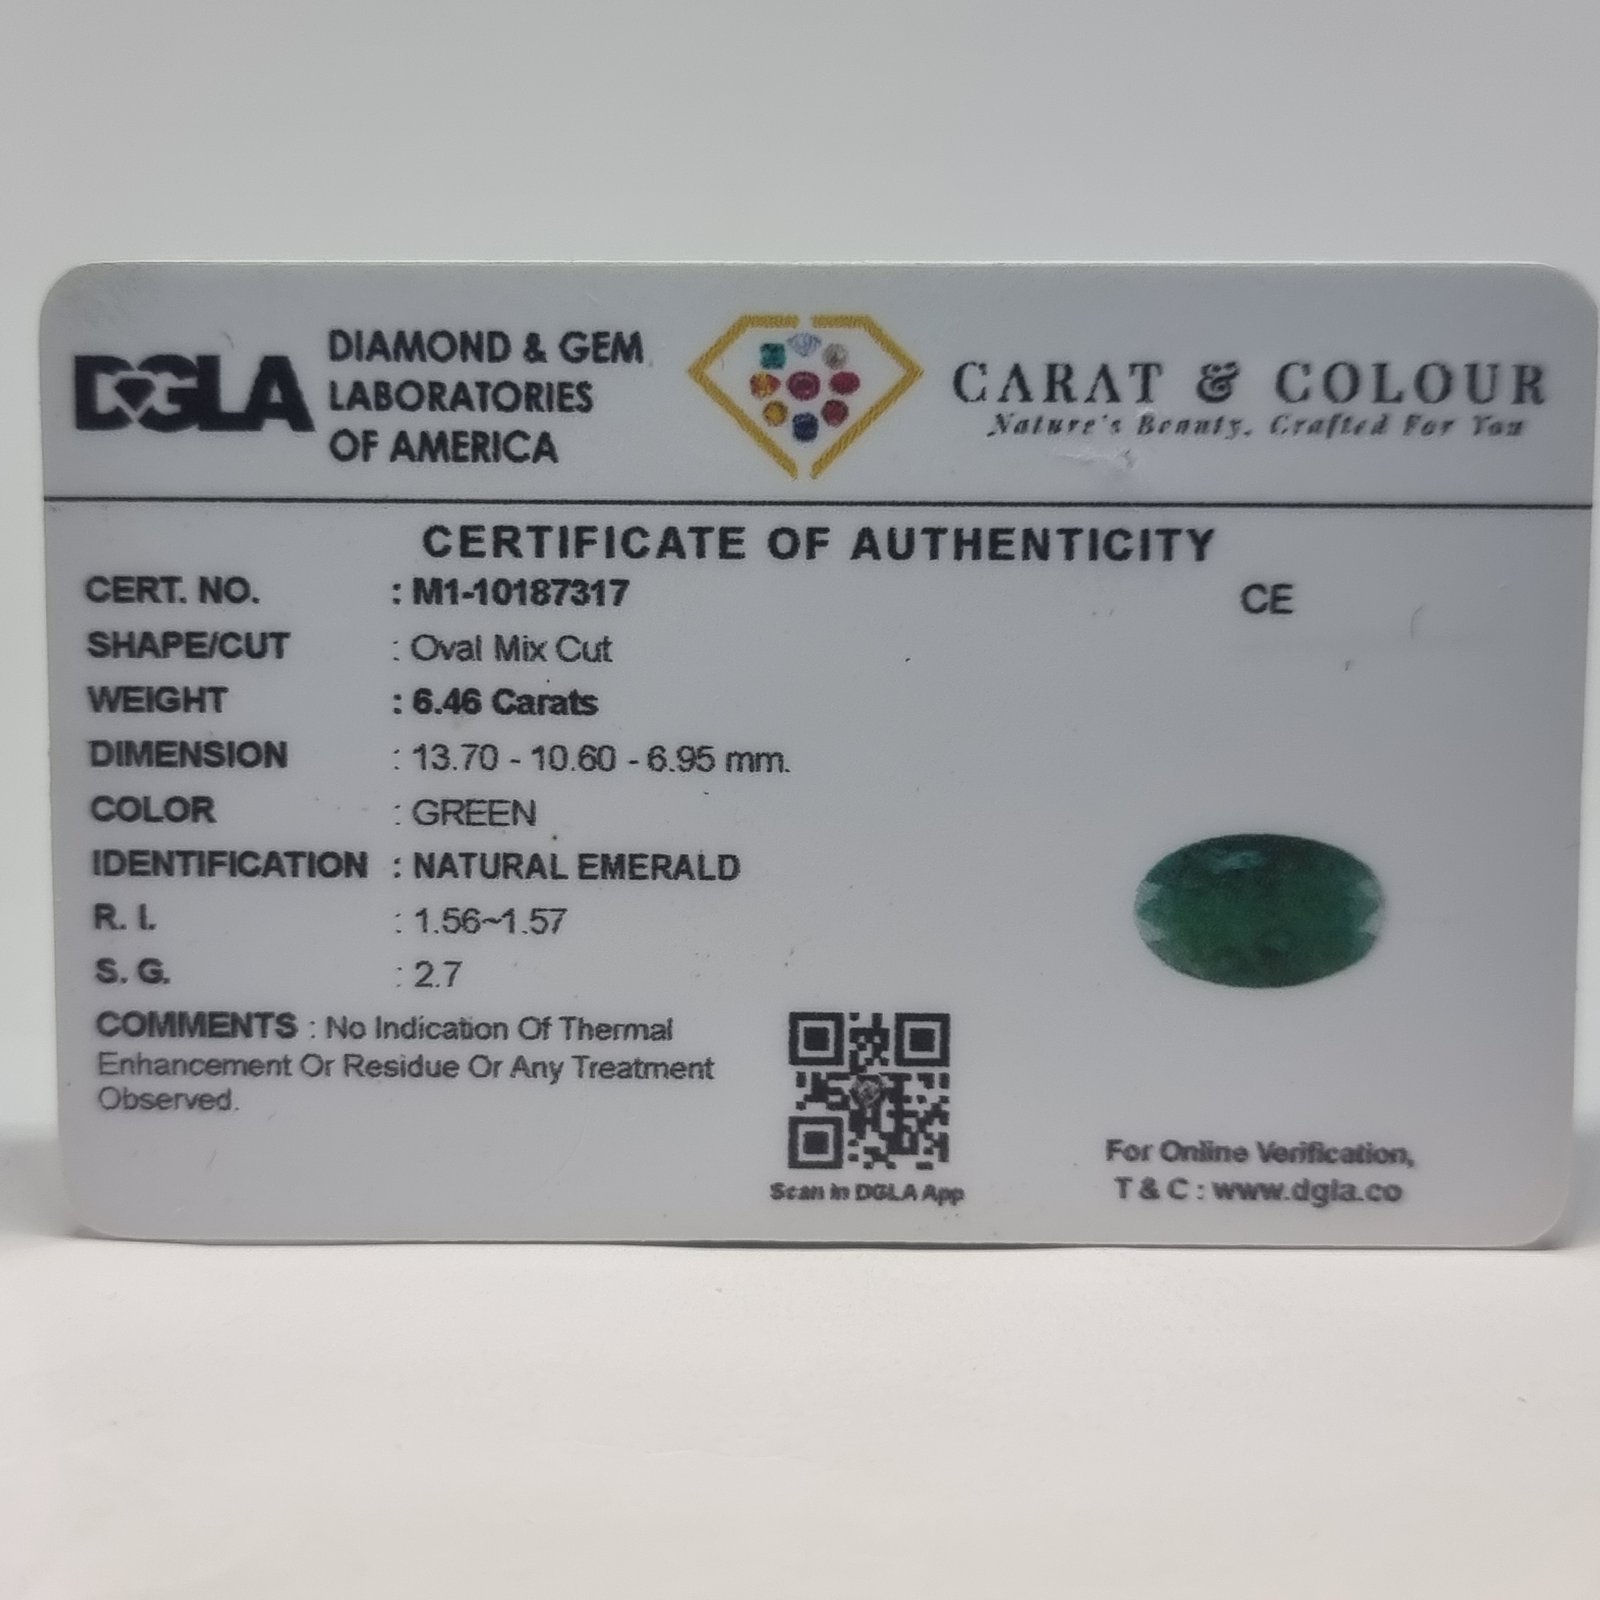 DGLA
DIAMOND & GEM
LABORATORIES
OF AMERICA
CARAT & COLOUR
Nature's Beauty, Crafted For You
CERTIFICATE OF AUTHENTICITY
CERT. NO. : M1-10187317
CE
SHAPE/CUT : Oval Mix Cut
WEIGHT : 6.46 Carats
DIMENSION : 13.70 - 10.60 - 6.95 mm.
COLOR : GREEN
IDENTIFICATION : NATURAL EMERALD
R. I. : 1.56~1.57
S. G. : 2.7
COMMENTS : No Indication Of Thermal
Enhancement Or Residue Or Any Treatment
Observed.
Scan in DGLA App
For Online Verification,
T & C : www.dgla.co